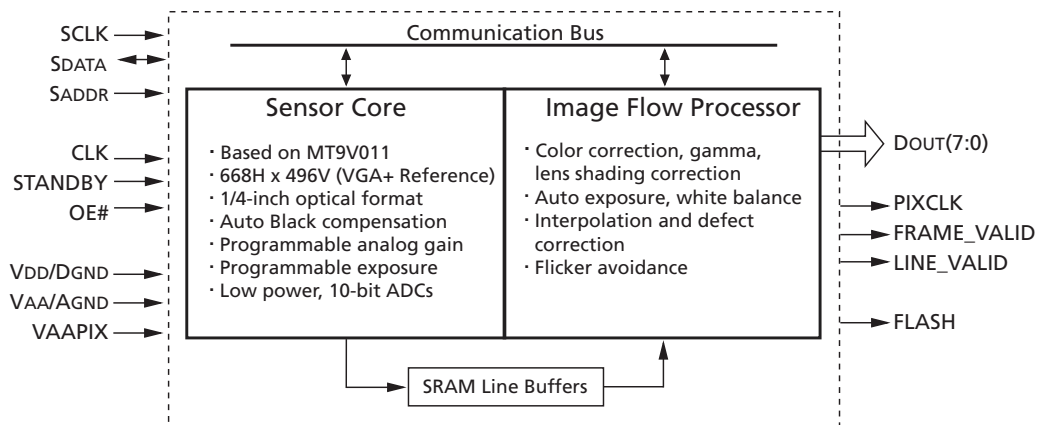 SCLK
SDATA
SADDR
CLK
STANDBY
OE#
VDD/DGND
VAA/AGND
VAAPIX
Communication Bus
Sensor Core
· Based on MT9V011
· 668H x 496V (VGA+ Reference)
· 1/4-inch optical format
· Auto Black compensation
· Programmable analog gain
· Programmable exposure
· Low power, 10-bit ADCs
Image Flow Processor
· Color correction, gamma,
lens shading correction
· Auto exposure, white balance
· Interpolation and defect
correction
· Flicker avoidance
SRAM Line Buffers
DOUT(7:0)
PIXCLK
FRAME_VALID
LINE_VALID
FLASH